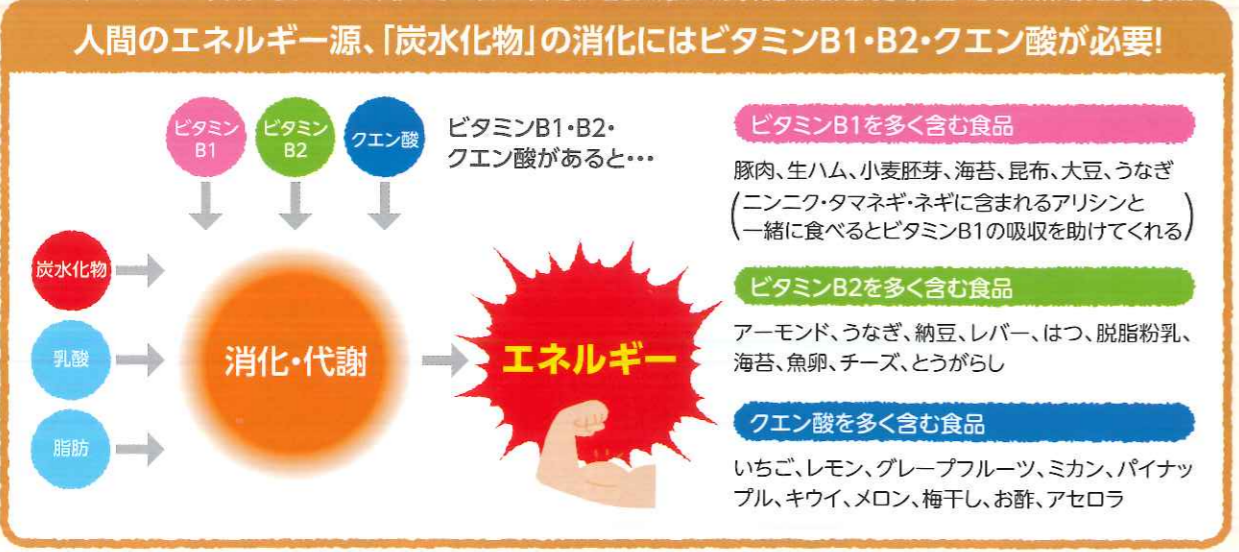 人間のエネルギー源、「炭水化物」の消化にはビタミンB1・B2・クエン酸が必要!
ビタミン
B1
ビタミン
B2
クエン酸
ビタミンB1・B2・
クエン酸があると・・・
炭水化物
乳酸
脂肪
消化・代謝
エネルギー
ビタミンB1を多く含む食品
豚肉、生ハム、小麦胚芽、海苔、昆布、大豆、うなぎ
(ニンニク・タマネギ・ネギに含まれるアリシンと
一緒に食べるとビタミンB1の吸収を助けてくれる)
ビタミンB2を多く含む食品
アーモンド、うなぎ、納豆、レバー、はつ、脱脂粉乳、
海苔、魚卵、チーズ、とうがらし
クエン酸を多く含む食品
いちご、レモン、グレープフルーツ、ミカン、パイナッ
プル、キウイ、メロン、梅干し、お酢、アセロラ